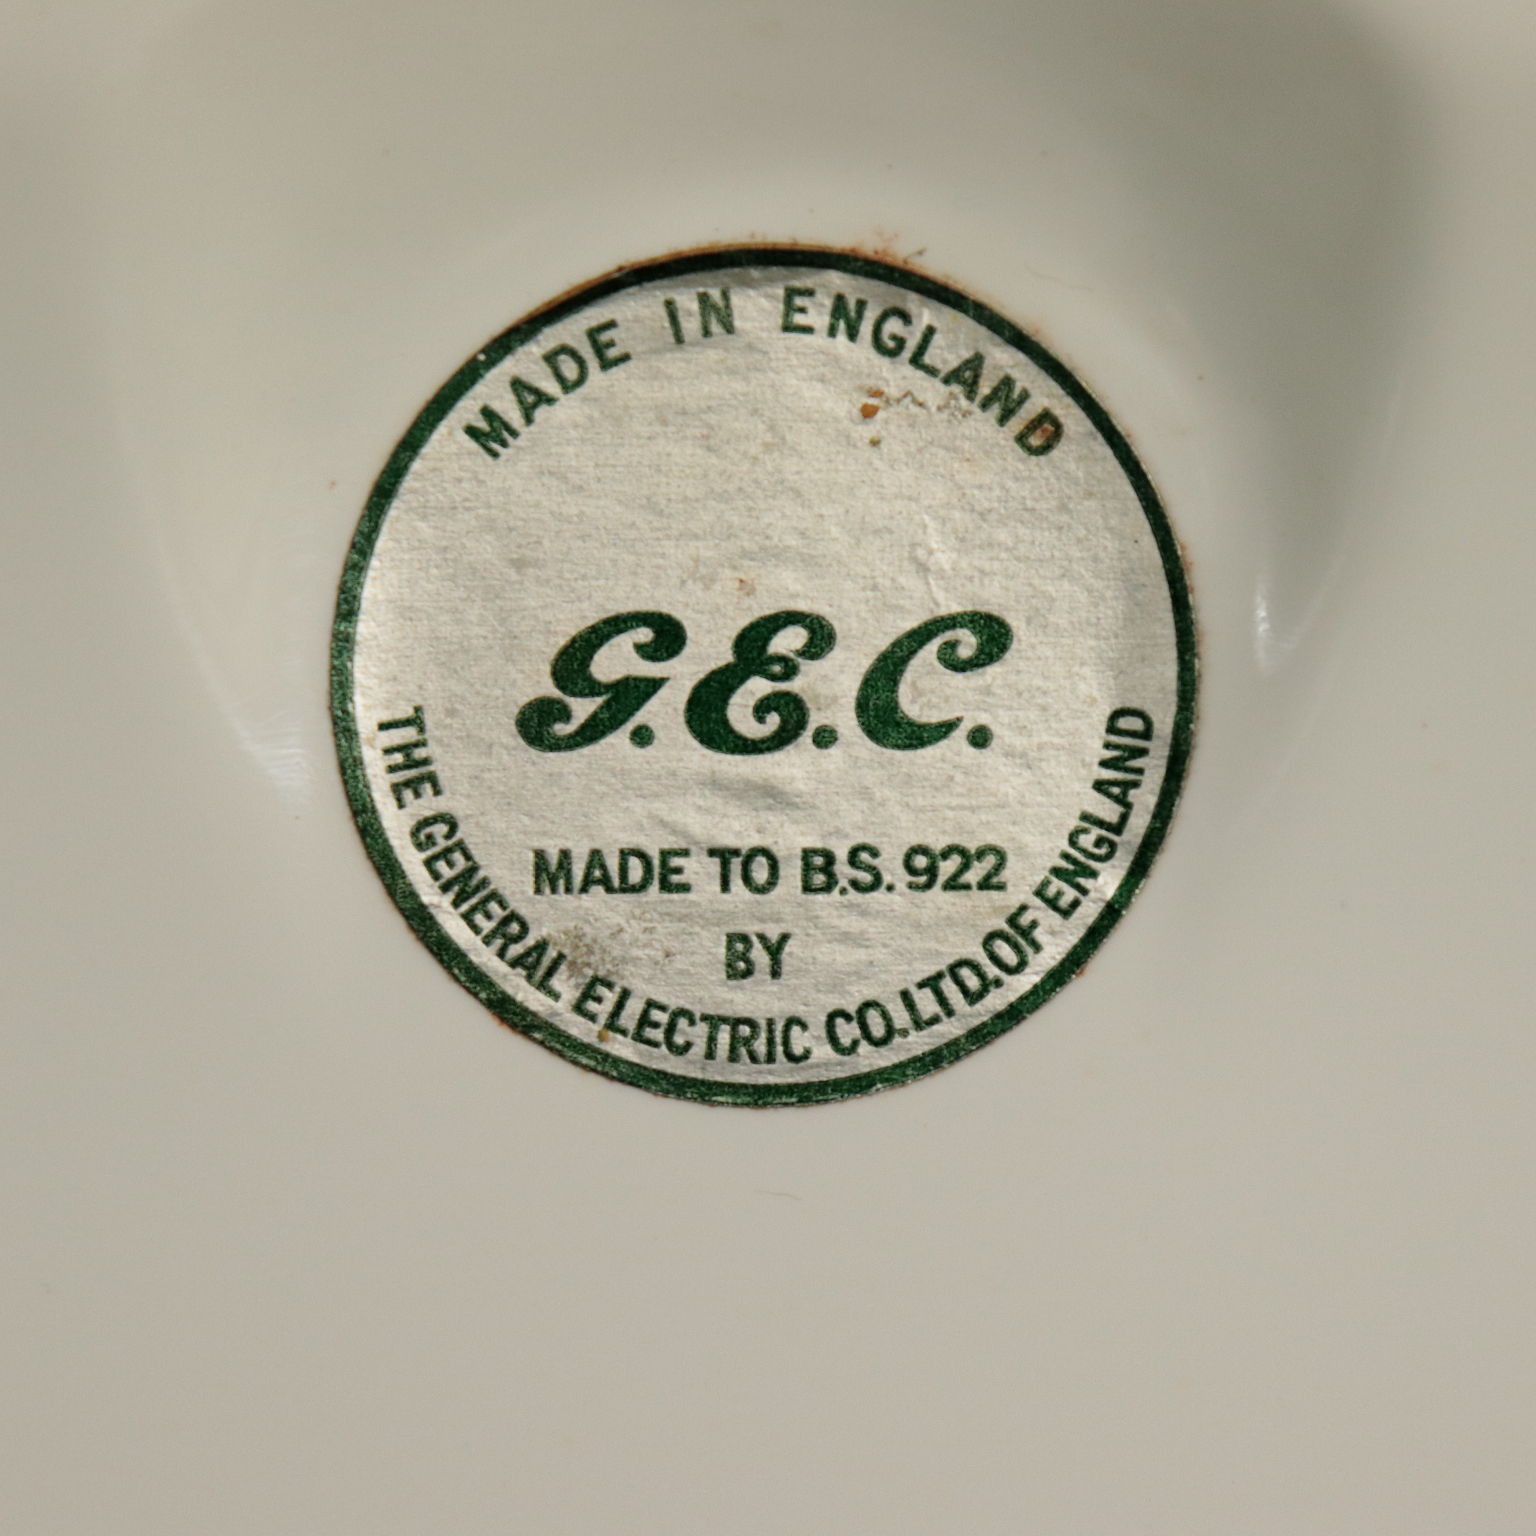 MADE IN ENGLAND
G.E.C.
MADE TO B.S. 922
BY
THE GENERAL ELECTRIC CO. LTD. OF ENGLAND